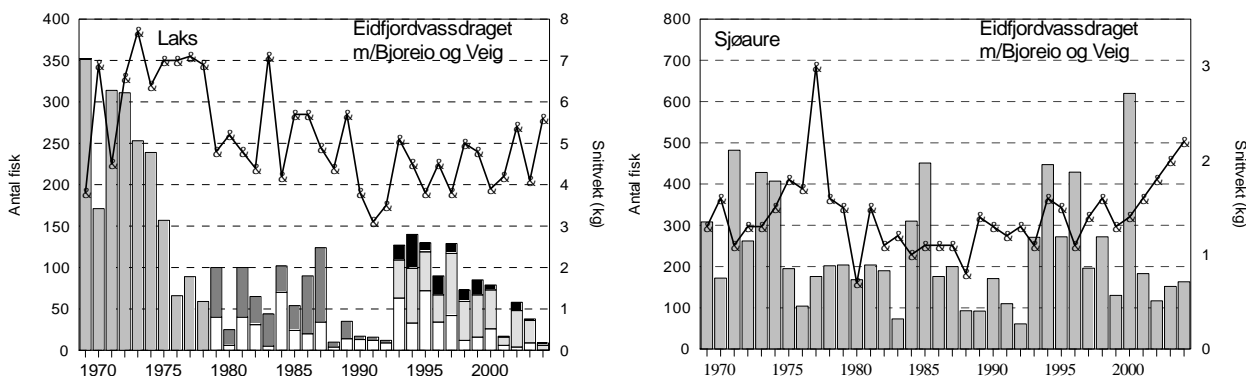 Laks
Eidfjordvassdraget
m/Bjoreio og Veig
Antal fisk
400
350
300
250
200
150
100
50
0
8
7
6
5
4
3
2
1
0
Snittvekt (kg)
1970 1975 1980 1985 1990 1995 2000
Sjøaure
Eidfjordvassdraget
m/Bjoreio og Veig
Antal fisk
800
700
600
500
400
300
200
100
0
3
2
1
0
Snittvekt (kg)
1970 1975 1980 1985 1990 1995 2000